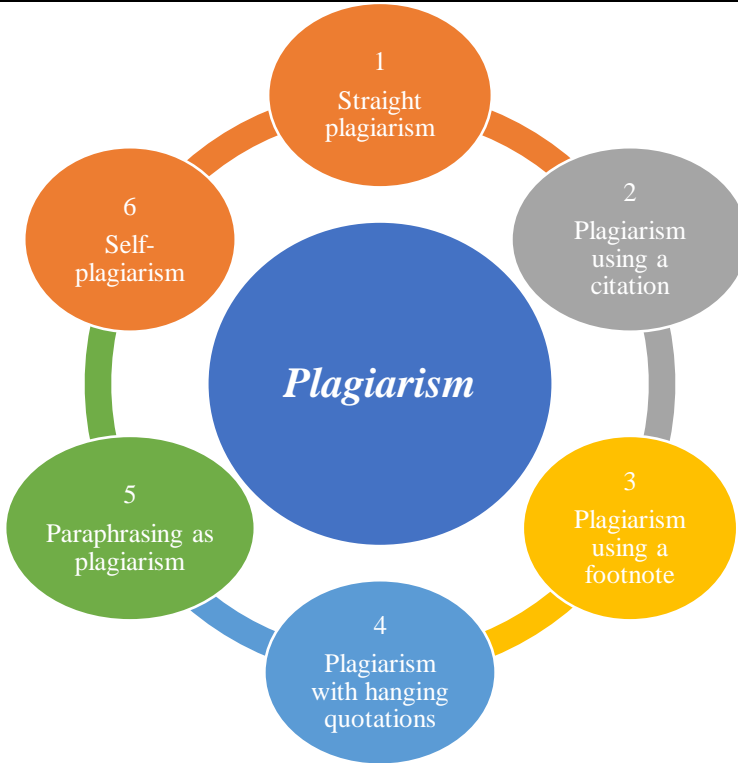 1
Straight
plagiarism
2
Plagiarism
using a
citation
3
Plagiarism
using a
footnote
4
Plagiarism
with hanging
quotations
5
Paraphrasing as
plagiarism
6
Self-
plagiarism
Plagiarism